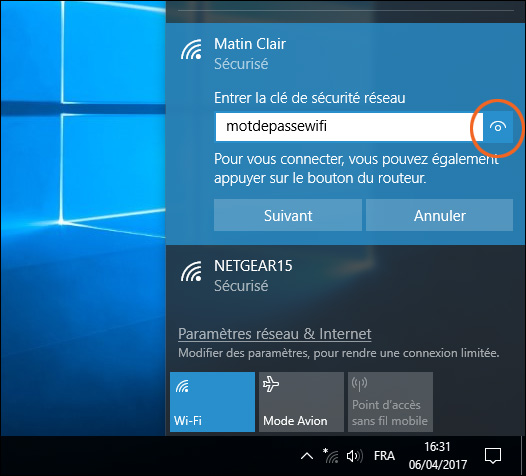 Matin Clair
Sécurisé
Entrer la clé de sécurité réseau
motdepassewifi
Pour vous connecter, vous pouvez également
appuyer sur le bouton du routeur.
Suivant
Annuler
NETGEAR15
Sécurisé
Paramètres réseau & Internet
Modifier des paramètres, pour rendre une connexion limitée.
Wi-Fi
Mode Avion
Point d'accès
sans fil mobile
FRA
16:31
06/04/2017